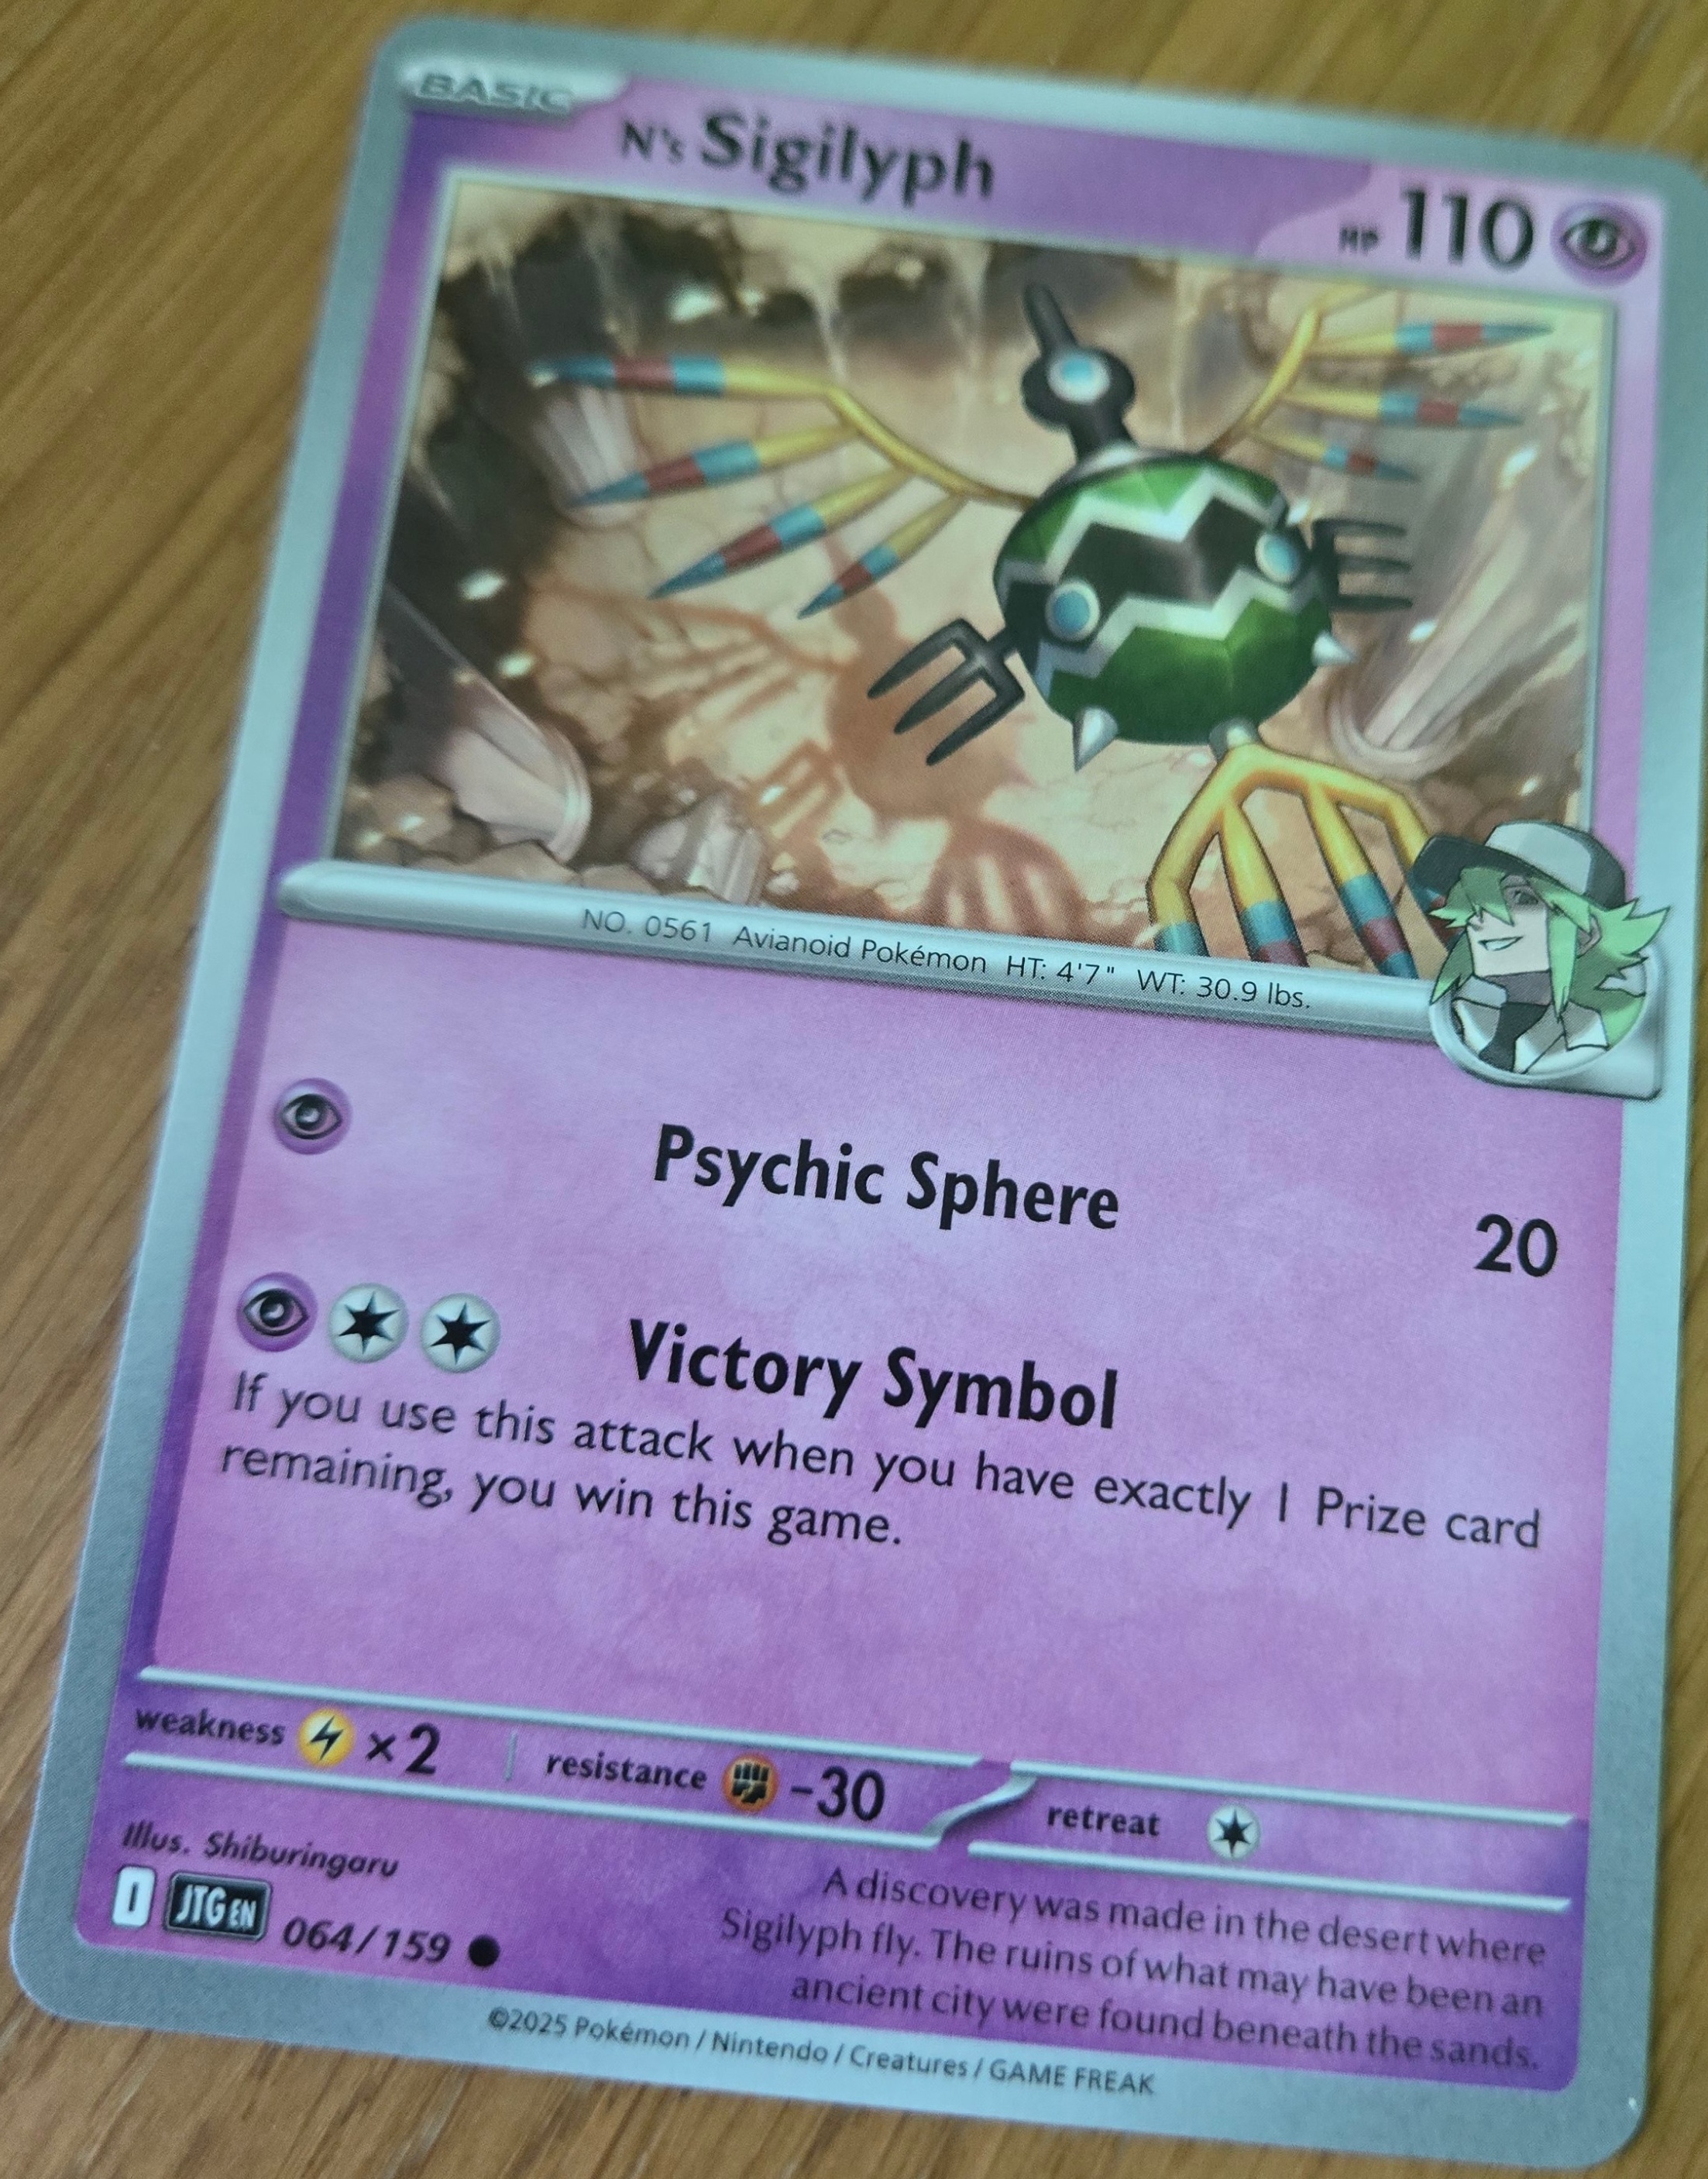 BASIC
N's Sigilyph
HP 110
NO. 0561 Avianoid Pokémon HT: 4'7" WT: 30.9 lbs.
Psychic Sphere 20
Victory Symbol
If you use this attack when you have exactly 1 Prize card
remaining, you win this game.
weakness ×2 resistance -30 retreat
Illus. Shiburingaru
I JTG EN 064/159
A discovery was made in the desert where
Sigilyph fly. The ruins of what may have been an
ancient city were found beneath the sands.
©2025 Pokémon / Nintendo / Creatures / GAME FREAK